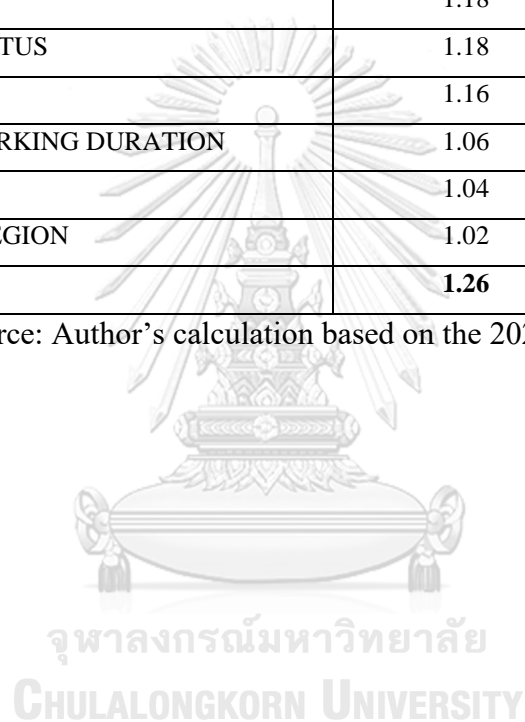 1.18
TUS 1.18
1.16
RKING DURATION 1.06
1.04
EGION 1.02
1.26
rce: Author’s calculation based on the 202
จุฬาลงกรณ์มหาวิทยาลัย
CHULALONGKORN UNIVERSITY